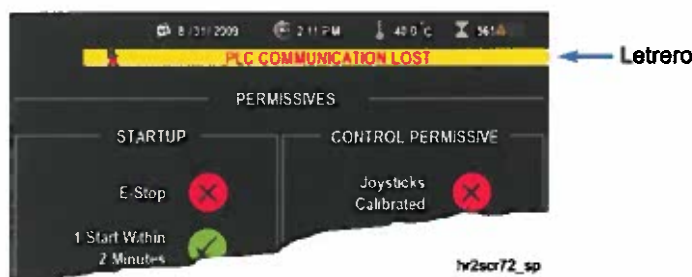 8/31/2009 2:11 PM 40.0 °C 361
PLC COMMUNICATION LOST
Letrero
PERMISSIVES
STARTUP CONTROL PERMISSIVE
E-Stop
Joysticks
Calibrated
1 Start Within
2 Minutes
hr2scr72_sp